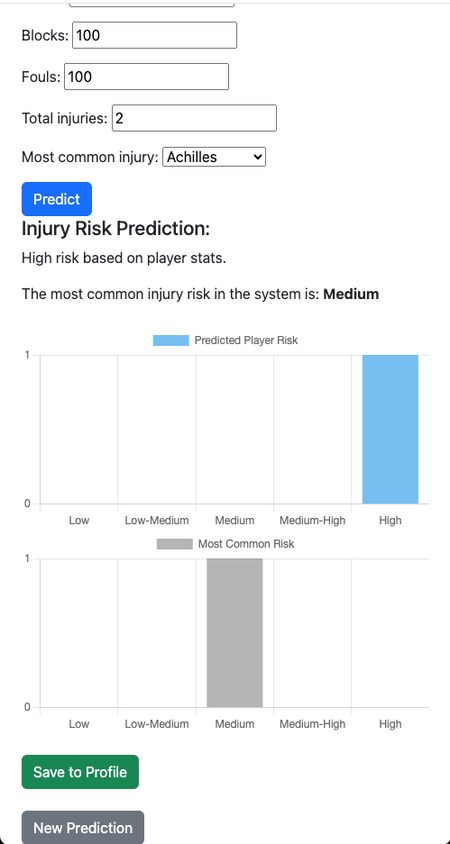 Blocks: 100
Fouls: 100
Total injuries: 2
Most common injury: Achilles
Predict
Injury Risk Prediction:
High risk based on player stats.
The most common injury risk in the system is: Medium
Predicted Player Risk
1
0
Low Low-Medium Medium Medium-High High
Most Common Risk
1
0
Low Low-Medium Medium Medium-High High
Save to Profile
New Prediction